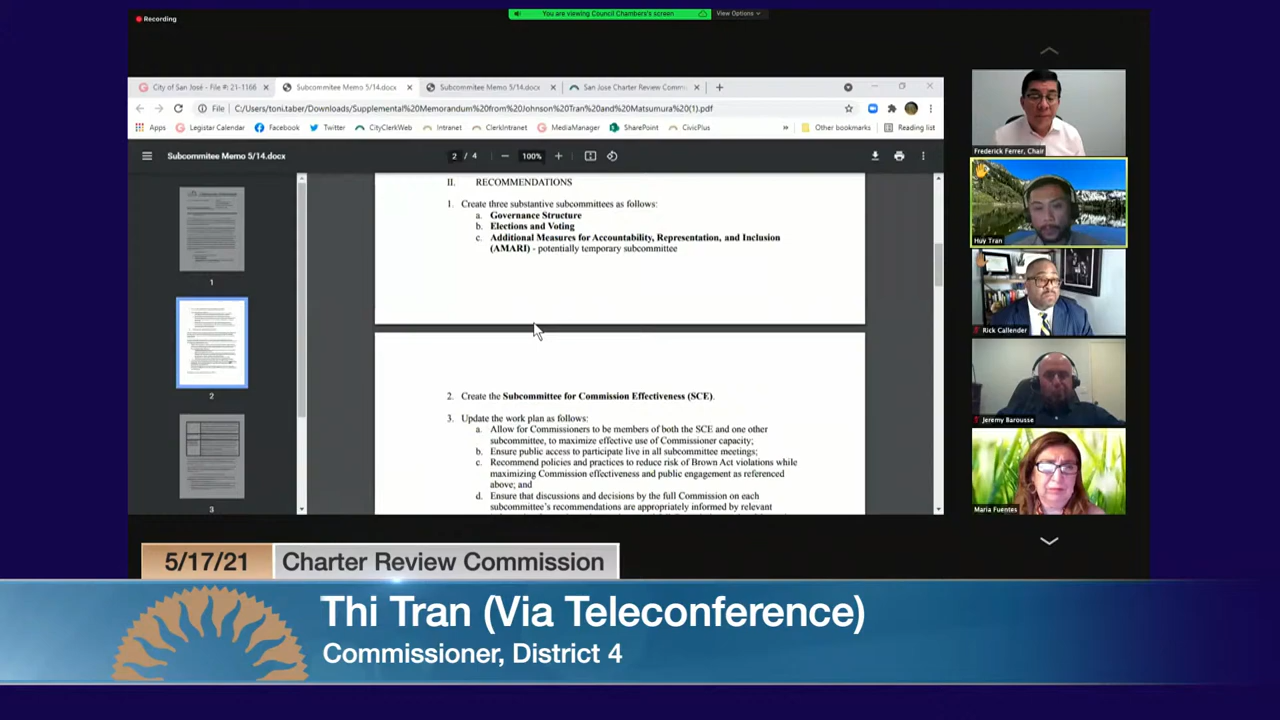 Recording
You are viewing Council Chambers's screen
View Options
City of San José - File #: 21-1166
Subcommitee Memo 5/14.docx
Subcommitee Memo 5/14.docx
San Jose Charter Review Commi
File
C:/Users/toni.taber/Downloads/Supplemental%20Memorandum%20from%20Johnson%20Tran%20and%20Matsumura%20(1).pdf
Apps
Legistar Calendar
Facebook
Twitter
CityClerkWeb
Intranet
ClerkIntranet
MediaManager
SharePoint
CivicPlus
»
Other bookmarks
Reading list
Subcommitee Memo 5/14.docx
2 / 4
100%
1
2
3
II. RECOMMENDATIONS
1. Create three substantive subcommittees as follows:
a. Governance Structure
b. Elections and Voting
c. Additional Measures for Accountability, Representation, and Inclusion
(AMARI) - potentially temporary subcommittee
2. Create the Subcommittee for Commission Effectiveness (SCE).
3. Update the work plan as follows:
a. Allow for Commissioners to be members of both the SCE and one other
subcommittee, to maximize effective use of Commissioner capacity;
b. Ensure public access to participate live in all subcommittee meetings;
c. Recommend policies and practices to reduce risk of Brown Act violations while
maximizing Commission effectiveness and public engagement as referenced
above; and
d. Ensure that discussions and decisions by the full Commission on each
subcommittee's recommendations are appropriately informed by relevant
Frederick Ferrer, Chair
Huy Tran
Rick Callender
Jeremy Barousse
Maria Fuentes
5/17/21
Charter Review Commission
Thi Tran (Via Teleconference)
Commissioner, District 4